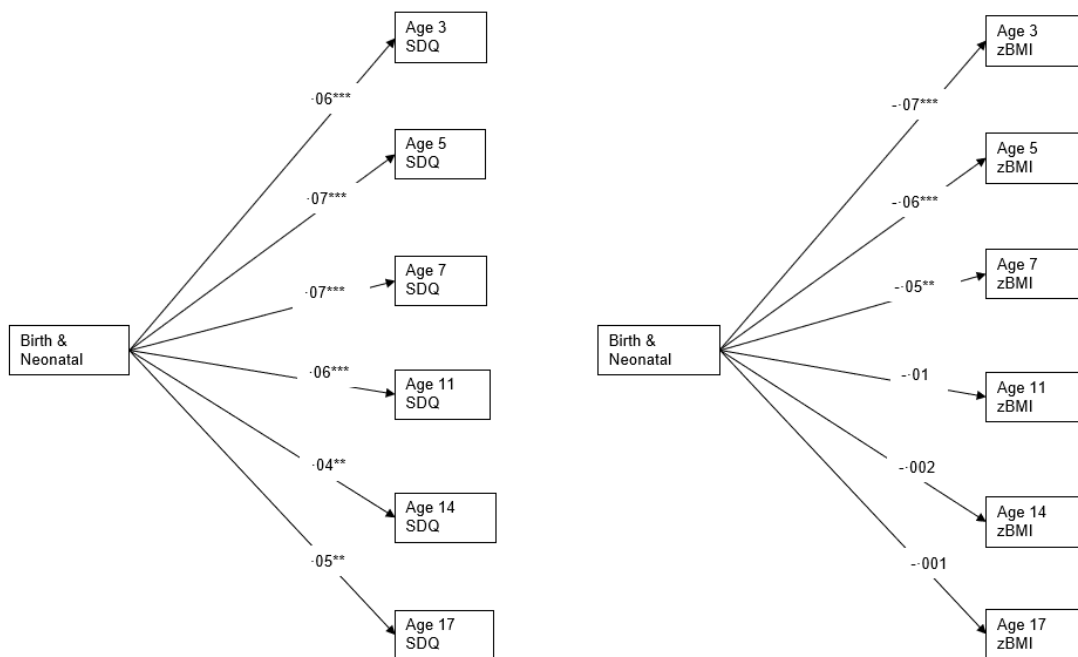 Age 3
SDQ
·06***
Age 5
SDQ
·07***
Age 7
SDQ
·07***
Birth &
Neonatal
·06***
Age 11
SDQ
·04**
Age 14
SDQ
·05**
Age 17
SDQ
Age 3
zBMI
-·07***
Age 5
zBMI
-·06***
Age 7
zBMI
-·05**
Birth &
Neonatal
-·01
Age 11
zBMI
-·002
Age 14
zBMI
-·001
Age 17
zBMI